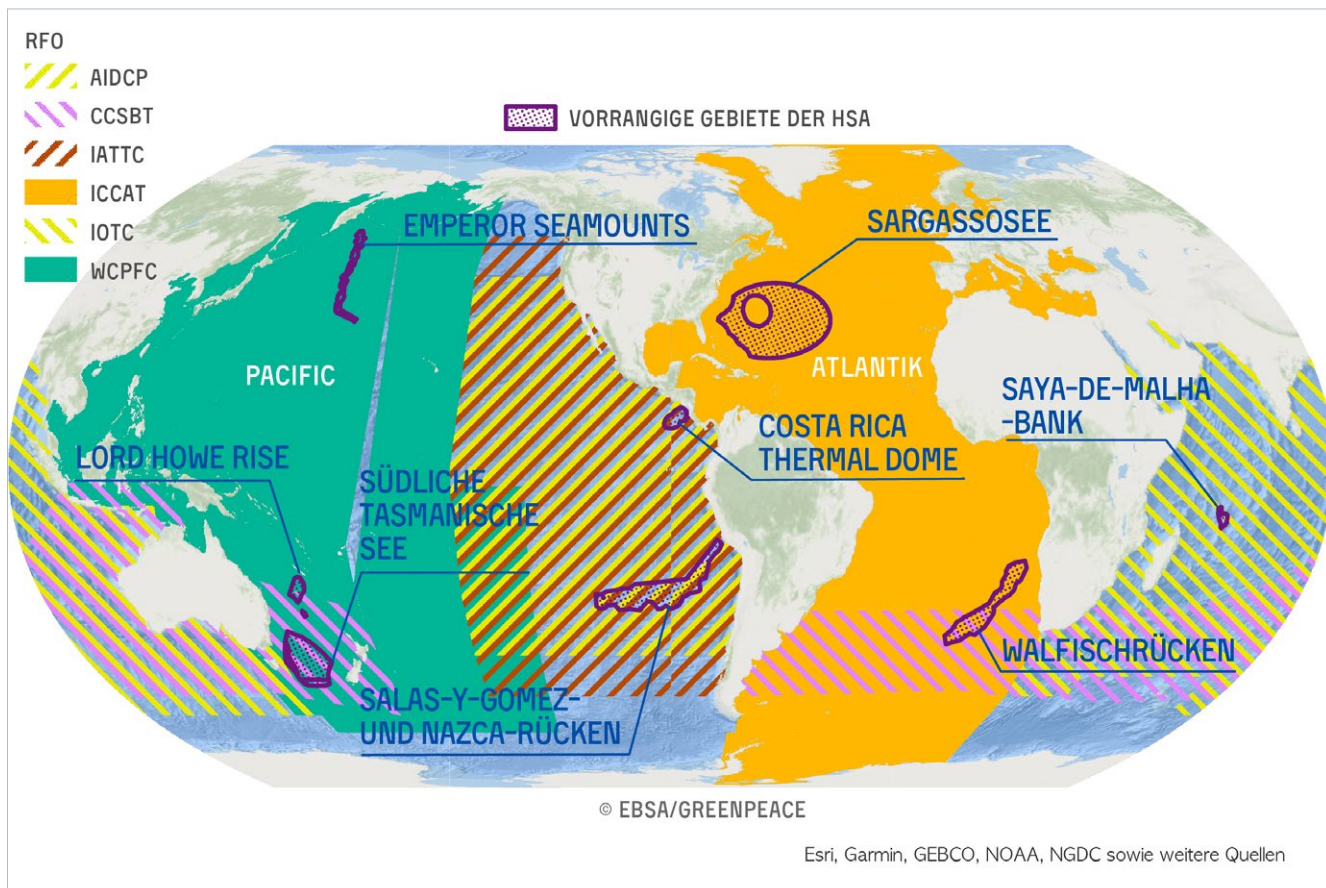 RFO
AIDCP
CCSBT
IATTC
ICCAT
IOTC
WCPFC
VORRANGIGE GEBIETE DER HSA
EMPEROR SEAMOUNTS
SARGASSOSEE
PACIFIC
ATLANTIK
SAYA-DE-MALHA
-BANK
COSTA RICA
THERMAL DOME
LORD HOWE RISE
SÜDLICHE
TASMANISCHE
SEE
WALFISCHRÜCKEN
SALAS-Y-GOMEZ-
UND NAZCA-RÜCKEN
© EBSA/GREENPEACE
Esri, Garmin, GEBCO, NOAA, NGDC sowie weitere Quellen